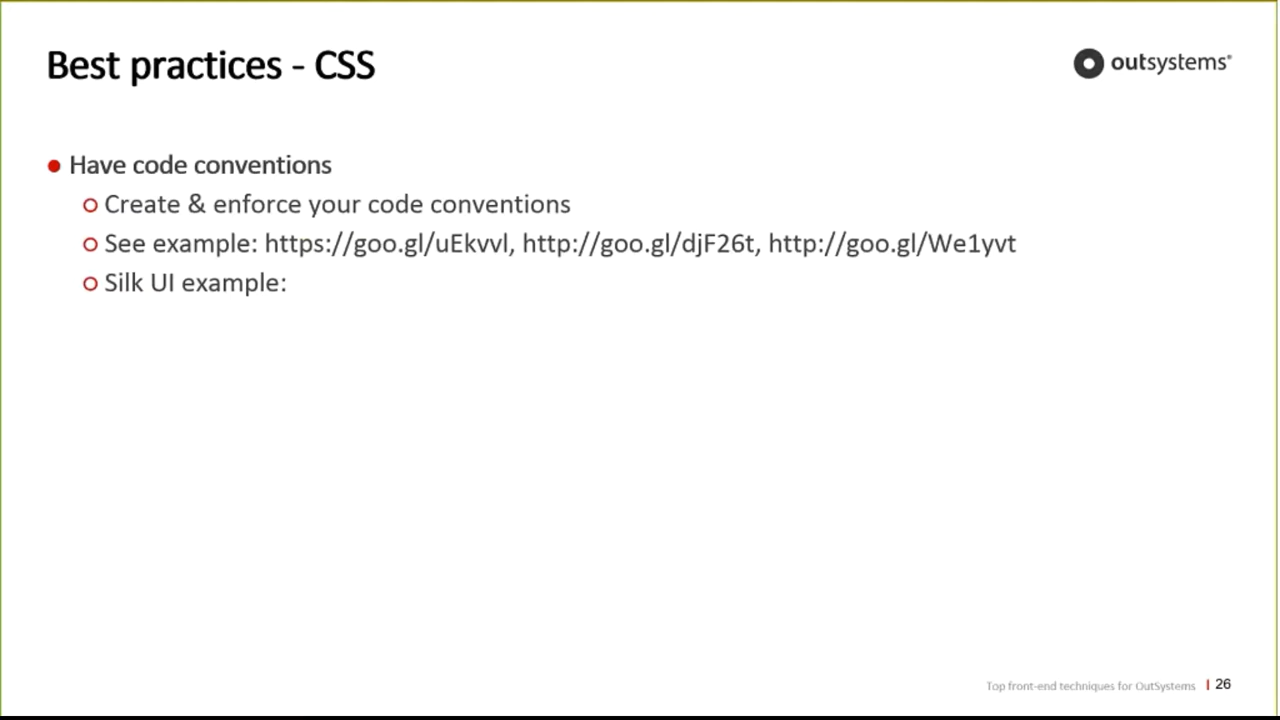 Best practices - CSS
outsystems®
Have code conventions
Create & enforce your code conventions
See example: https://goo.gl/uEkvvl, http://goo.gl/djF26t, http://goo.gl/We1yvt
Silk UI example:
Top front-end techniques for OutSystems | 26